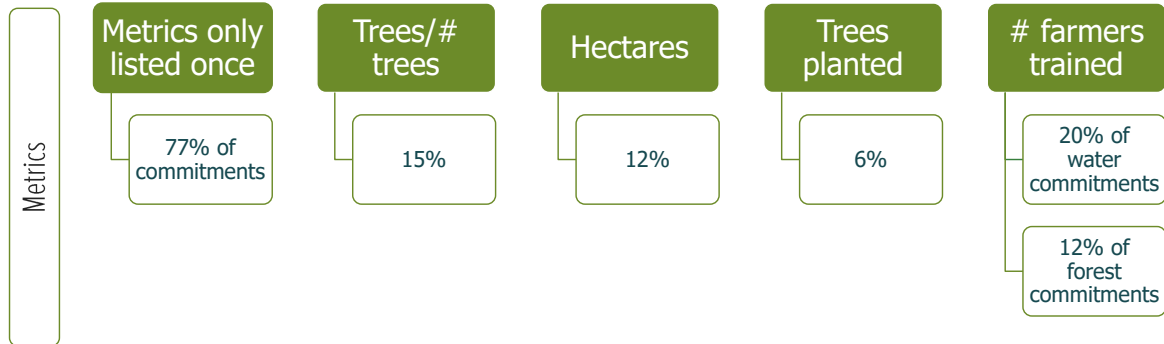 Metrics
Metrics only
listed once
77% of
commitments
Trees/#
trees
15%
Hectares
12%
Trees
planted
6%
# farmers
trained
20% of
water
commitments
12% of
forest
commitments